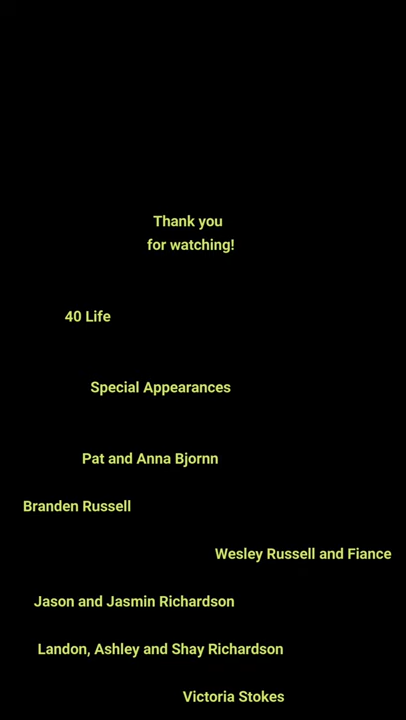 Thank you
for watching!
40 Life
Special Appearances
Pat and Anna Bjornn
Branden Russell
Wesley Russell and Fiance
Jason and Jasmin Richardson
Landon, Ashley and Shay Richardson
Victoria Stokes